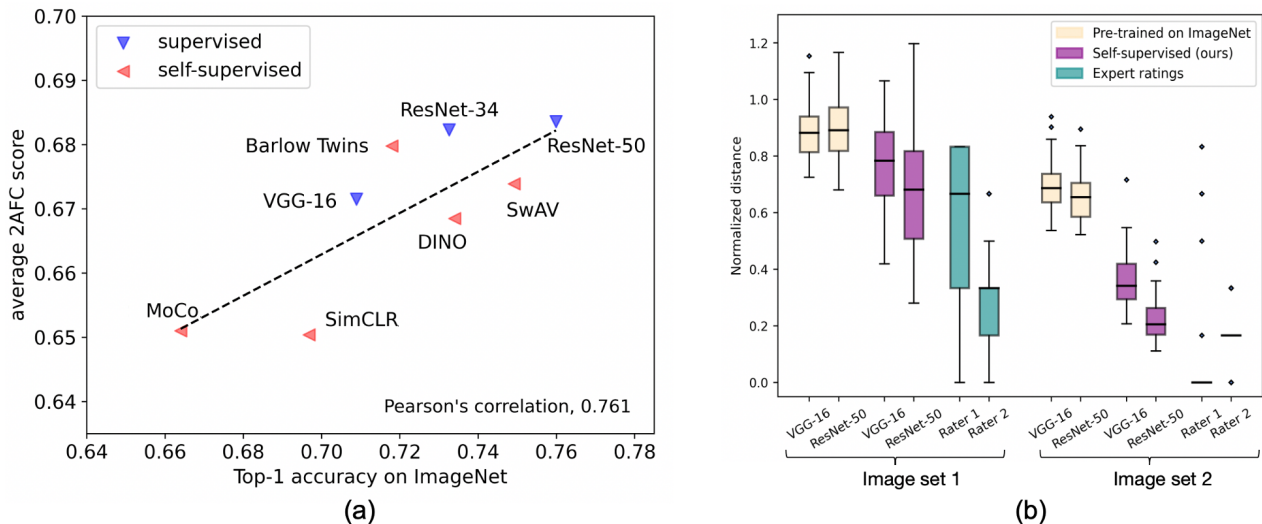 0.70
0.69
0.68
0.67
0.66
0.65
0.64
average 2AFC score
supervised
self-supervised
ResNet-34
Barlow Twins
ResNet-50
VGG-16
SwAV
DINO
MoCo
SimCLR
Pearson's correlation, 0.761
0.64 0.66 0.68 0.70 0.72 0.74 0.76 0.78
Top-1 accuracy on ImageNet
(a)
1.2
1.0
0.8
0.6
0.4
0.2
0.0
Normalized distance
Pre-trained on ImageNet
Self-supervised (ours)
Expert ratings
VGG-16 ResNet-50 VGG-16 ResNet-50 Rater 1 Rater 2 VGG-16 ResNet-50 VGG-16 ResNet-50 Rater 1 Rater 2
Image set 1 Image set 2
(b)